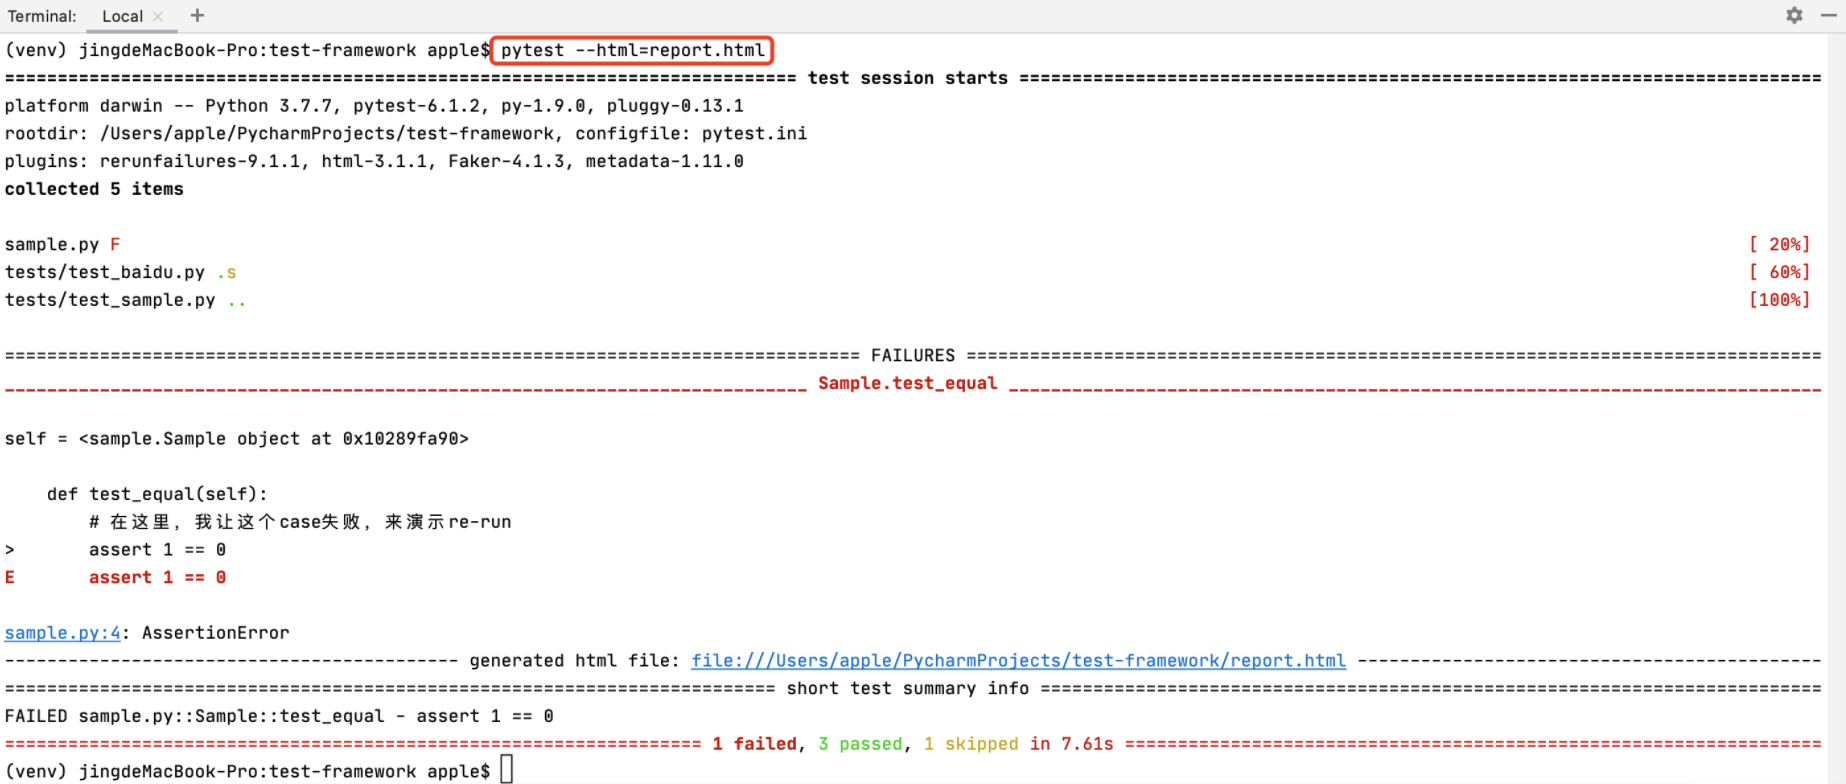 Terminal: Local × +
(venv) jingdeMacBook-Pro:test-framework apple$ pytest --html=report.html
=========================================================================== test session starts ============================================================================
platform darwin -- Python 3.7.7, pytest-6.1.2, py-1.9.0, pluggy-0.13.1
rootdir: /Users/apple/PycharmProjects/test-framework, configfile: pytest.ini
plugins: rerunfailures-9.1.1, html-3.1.1, Faker-4.1.3, metadata-1.11.0
collected 5 items
sample.py F [ 20%]
tests/test_baidu.py .s [ 60%]
tests/test_sample.py .. [100%]
================================================================================= FAILURES =================================================================================
____________________________________________________________________________ Sample.test_equal _____________________________________________________________________________
self = <sample.Sample object at 0x10289fa90>
def test_equal(self):
# 在这里，我让这个case失败，来演示re-run
> assert 1 == 0
E assert 1 == 0
sample.py:4: AssertionError
------------------------------------------- generated html file: file:///Users/apple/PycharmProjects/test-framework/report.html --------------------------------------------
========================================================================= short test summary info ==========================================================================
FAILED sample.py::Sample::test_equal - assert 1 == 0
================================================================== 1 failed, 3 passed, 1 skipped in 7.61s ==================================================================
(venv) jingdeMacBook-Pro:test-framework apple$